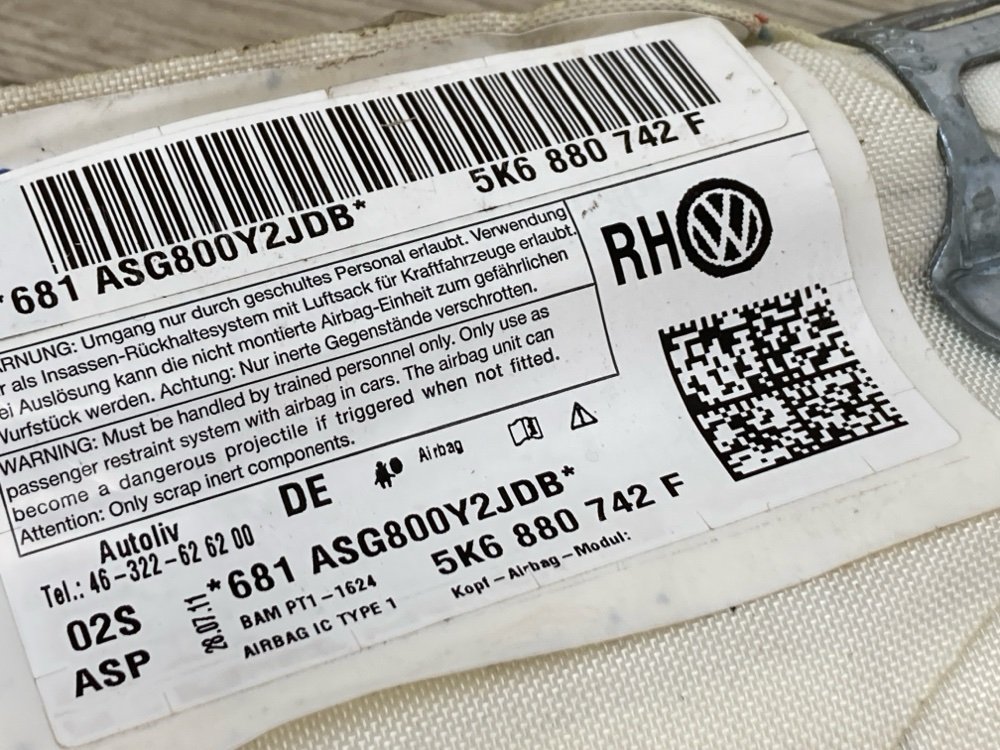 5K6 880 742 F
*681 ASG800Y2JDB*
RH
ARNUNG: Umgang nur durch geschultes Personal erlaubt. Verwendung
r als Insassen-Rückhaltesystem mit Luftsack für Kraftfahrzeuge erlaubt.
ei Auslösung kann die nicht montierte Airbag-Einheit zum gefährlichen
Wurfstück werden. Achtung: Nur inerte Gegenstände verschrotten.
WARNING: Must be handled by trained personnel only. Only use as
passenger restraint system with airbag in cars. The airbag unit can
become a dangerous projectile if triggered when not fitted.
Attention: Only scrap inert components.
DE
Airbag
Autoliv
Tel.: 46-322-62 62 00
*681 ASG800Y2JDB*
02S
ASP
28.07.11
BAM PT1-1624
AIRBAG IC TYPE 1
5K6 880 742 F
Kopf-Airbag-Modul: